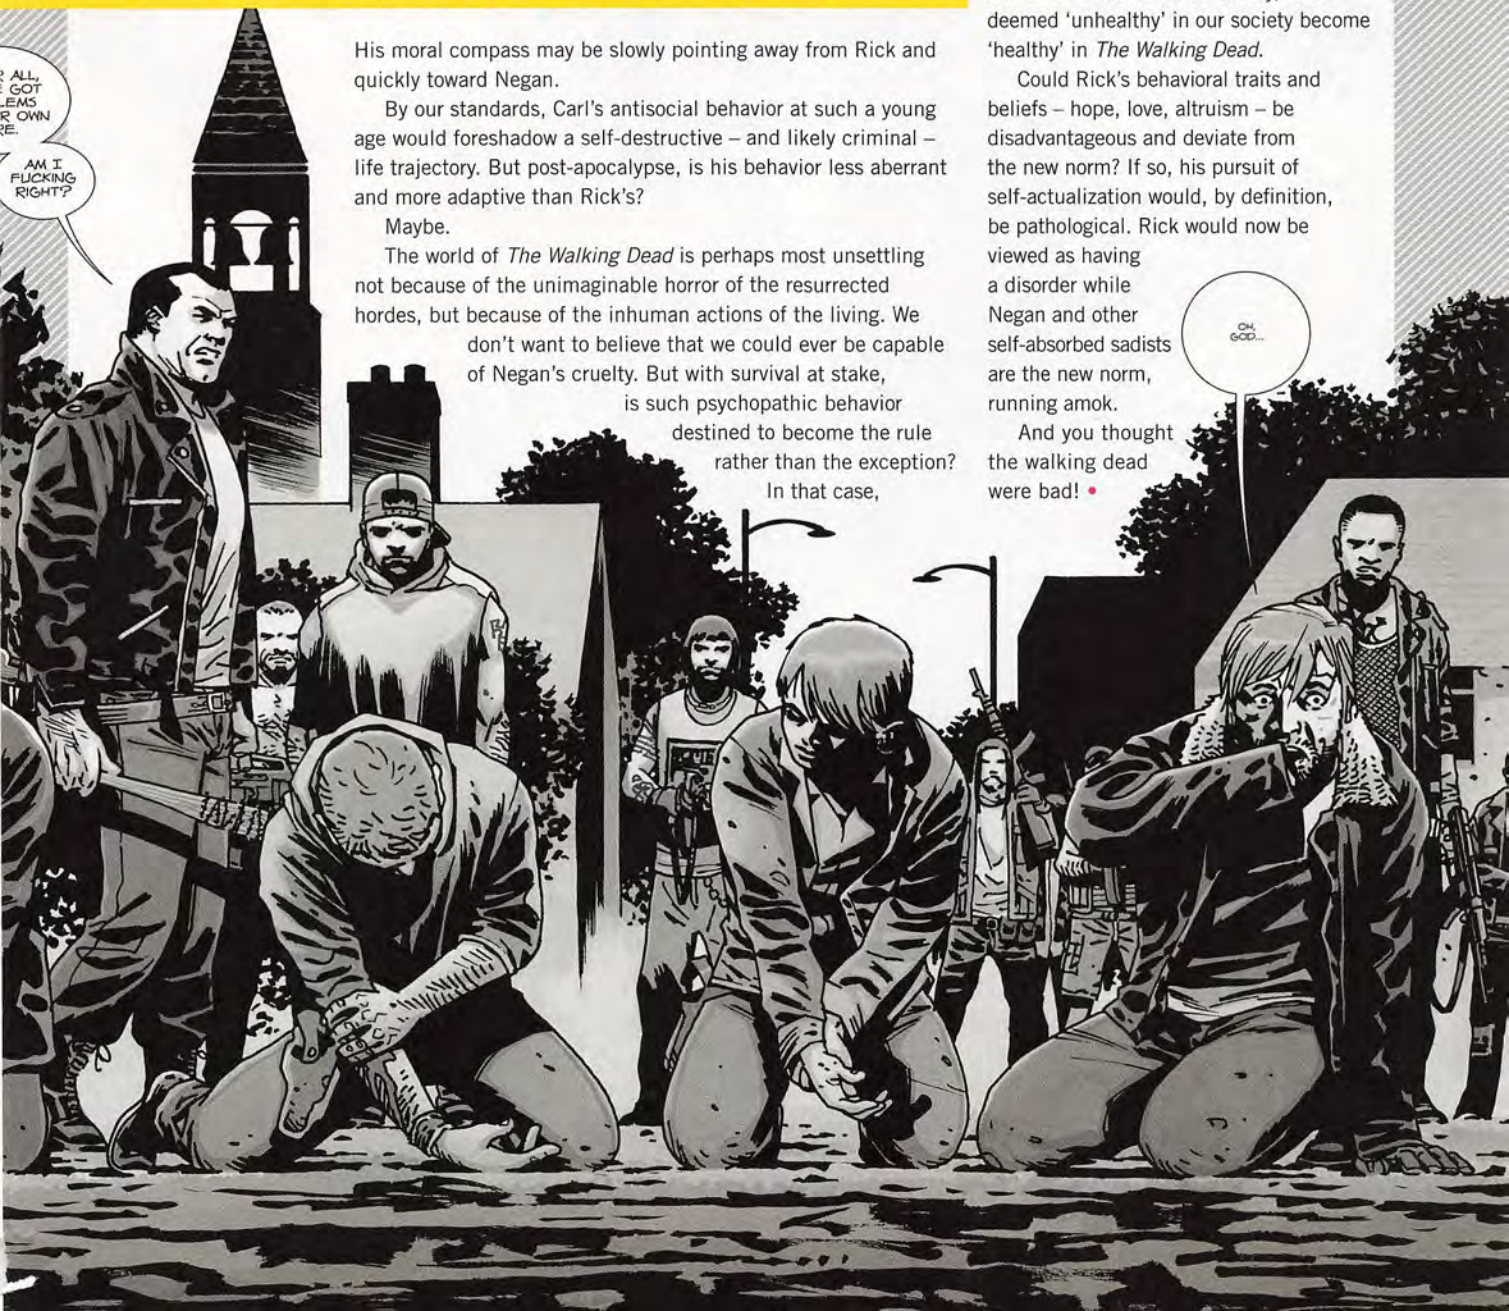 ALL,
GOT
OWN
AM I
FUCKING
RIGHT?
His moral compass may be slowly pointing away from Rick and
quickly toward Negan.
By our standards, Carl's antisocial behavior at such a young
age would foreshadow a self-destructive – and likely criminal –
life trajectory. But post-apocalypse, is his behavior less aberrant
and more adaptive than Rick's?
Maybe.
The world of The Walking Dead is perhaps most unsettling
not because of the unimaginable horror of the resurrected
hordes, but because of the inhuman actions of the living. We
don't want to believe that we could ever be capable
of Negan's cruelty. But with survival at stake,
is such psychopathic behavior
destined to become the rule
rather than the exception?
In that case,
deemed ‘unhealthy’ in our society become
‘healthy’ in The Walking Dead.
Could Rick's behavioral traits and
beliefs – hope, love, altruism – be
disadvantageous and deviate from
the new norm? If so, his pursuit of
self-actualization would, by definition,
be pathological. Rick would now be
viewed as having
a disorder while
Negan and other
self-absorbed sadists
are the new norm,
running amok.
And you thought
the walking dead
were bad!
OH,
GOD...